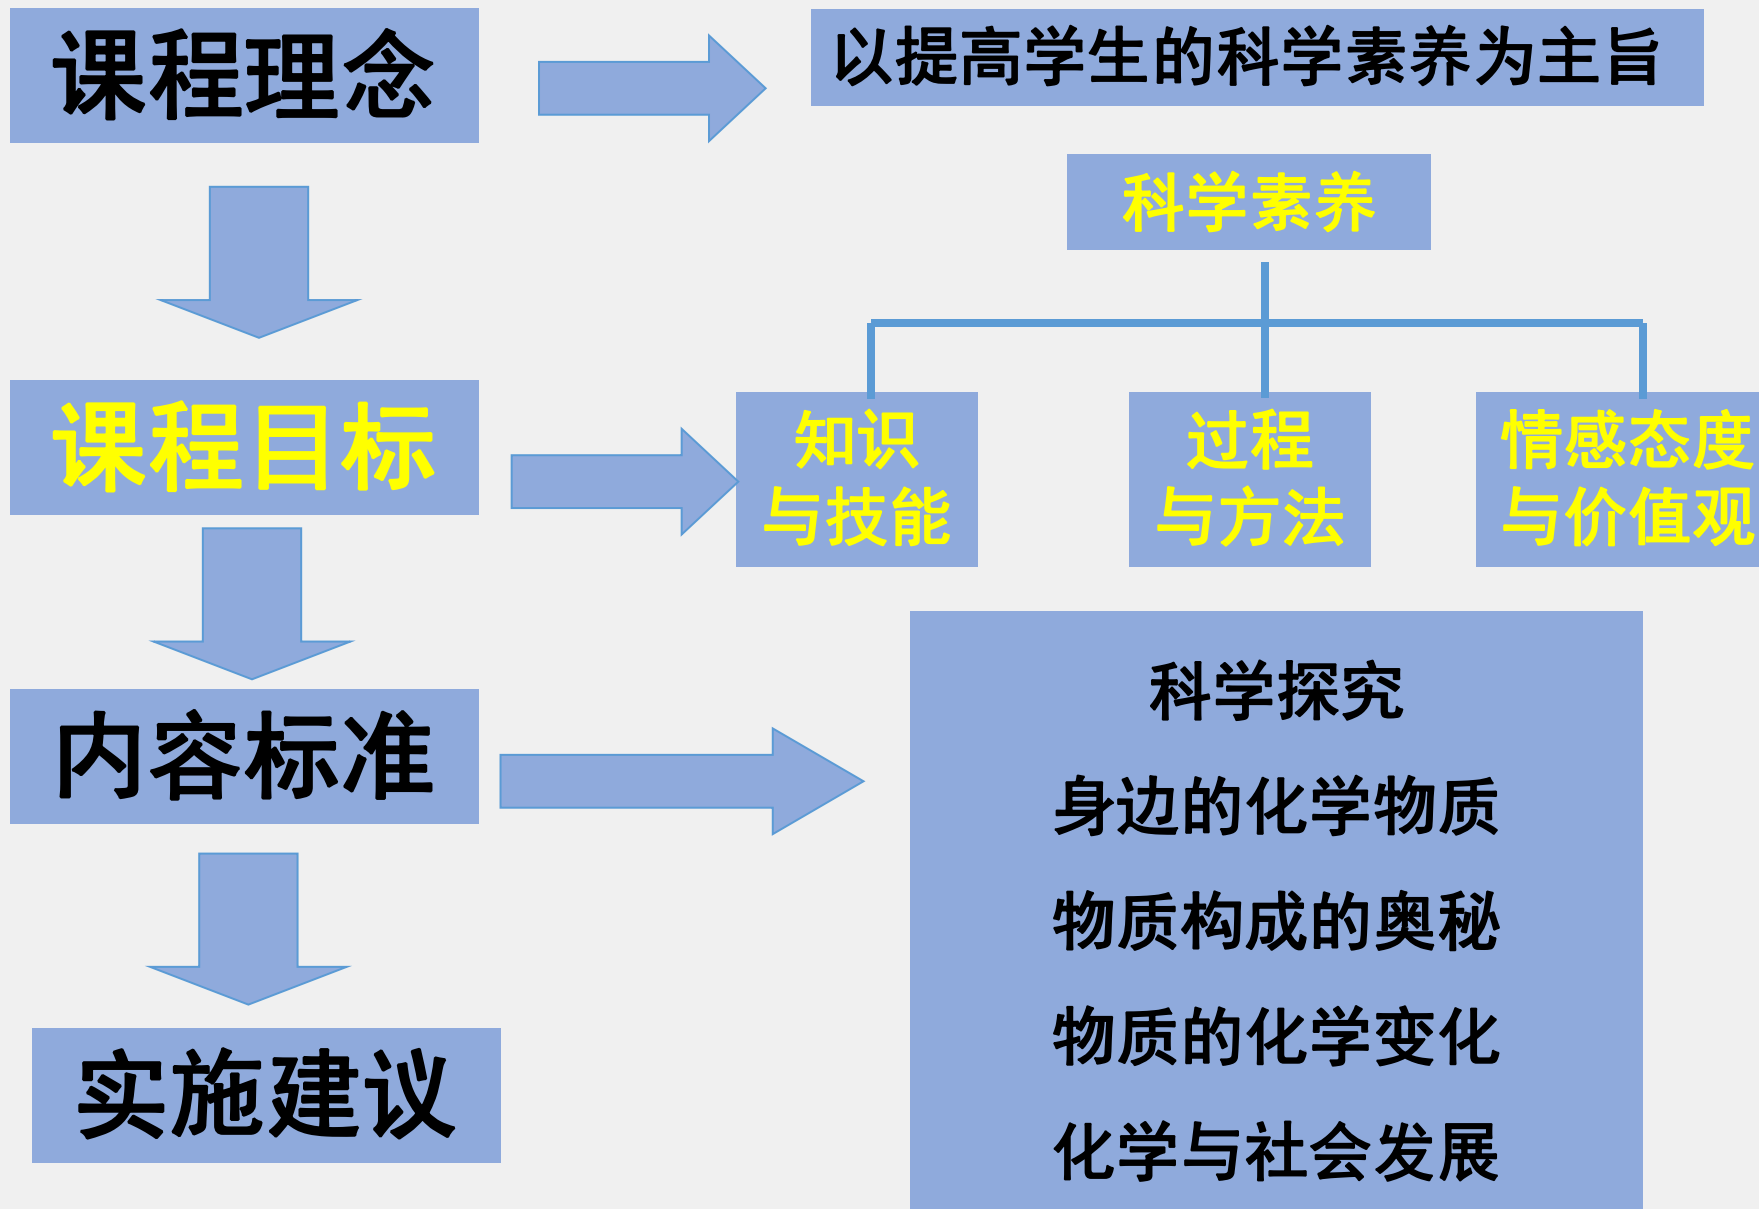 课程理念
以提高学生的科学素养为主旨
科学素养
课程目标
知识
与技能
过程
与方法
情感态度
与价值观
内容标准
科学探究
身边的化学物质
物质构成的奥秘
物质的化学变化
化学与社会发展
实施建议